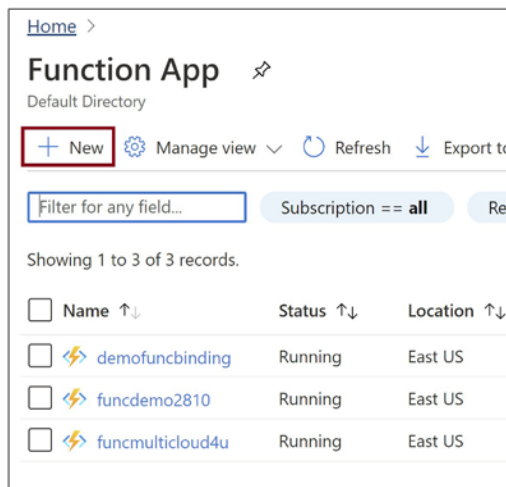 Home >
Function App
Default Directory
New Manage view Refresh Export to
Filter for any field... Subscription == all Re
Showing 1 to 3 of 3 records.
Name ↑↓ Status ↑↓ Location ↑↓
demofuncbinding Running East US
funcdemo2810 Running East US
funcmulticloud4u Running East US